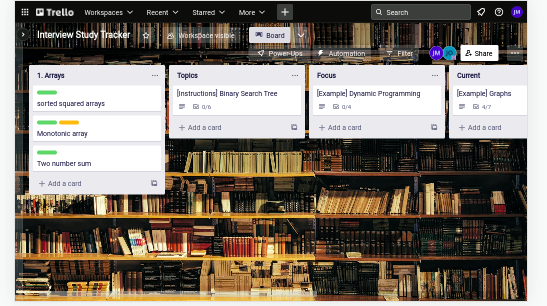 Trello
Workspaces
Recent
Starred
More
Search
JM
Interview Study Tracker
Workspace visible
Board
Power-Ups
Automation
Filter
JM
Share
1. Arrays
sorted squared arrays
Monotonic array
Two number sum
+ Add a card
Topics
[Instructions] Binary Search Tree
0/6
+ Add a card
Focus
[Example] Dynamic Programming
0/4
+ Add a card
Current
[Example] Graphs
4/7
+ Add a card